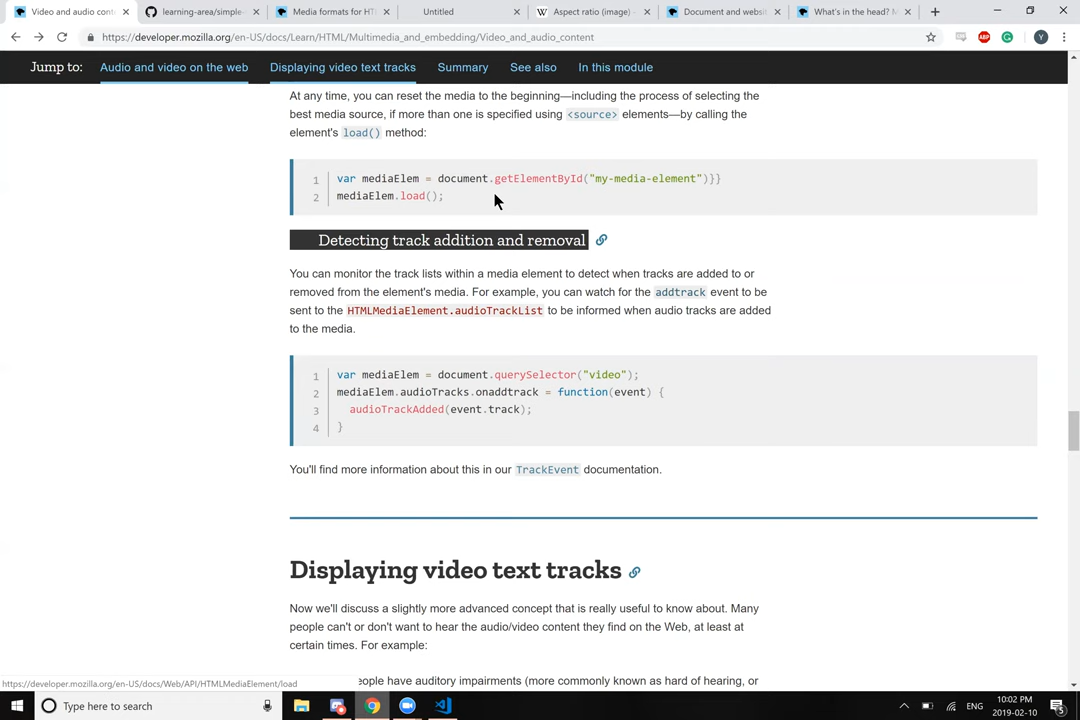 Video and audio cont
learning-area/simple-
Media formats for HT
Untitled
Aspect ratio (image) -
Document and websi
What's in the head? M
https://developer.mozilla.org/en-US/docs/Learn/HTML/Multimedia_and_embedding/Video_and_audio_content
ABP
Y
Jump to:
Audio and video on the web
Displaying video text tracks
Summary
See also
In this module
At any time, you can reset the media to the beginning—including the process of selecting the
best media source, if more than one is specified using <source> elements—by calling the
element's load() method:
1 var mediaElem = document.getElementById("my-media-element")}}
2 mediaElem.load();
Detecting track addition and removal
You can monitor the track lists within a media element to detect when tracks are added to or
removed from the element's media. For example, you can watch for the addtrack event to be
sent to the HTMLMediaElement.audioTrackList to be informed when audio tracks are added
to the media.
1 var mediaElem = document.querySelector("video");
2 mediaElem.audioTracks.onaddtrack = function(event) {
3 audioTrackAdded(event.track);
4 }
You'll find more information about this in our TrackEvent documentation.
Displaying video text tracks
Now we'll discuss a slightly more advanced concept that is really useful to know about. Many
people can't or don't want to hear the audio/video content they find on the Web, at least at
certain times. For example:
https://developer.mozilla.org/en-US/docs/Web/API/HTMLMediaElement/load
eople have auditory impairments (more commonly known as hard of hearing, or
Type here to search
ENG
10:02 PM
2019-02-10